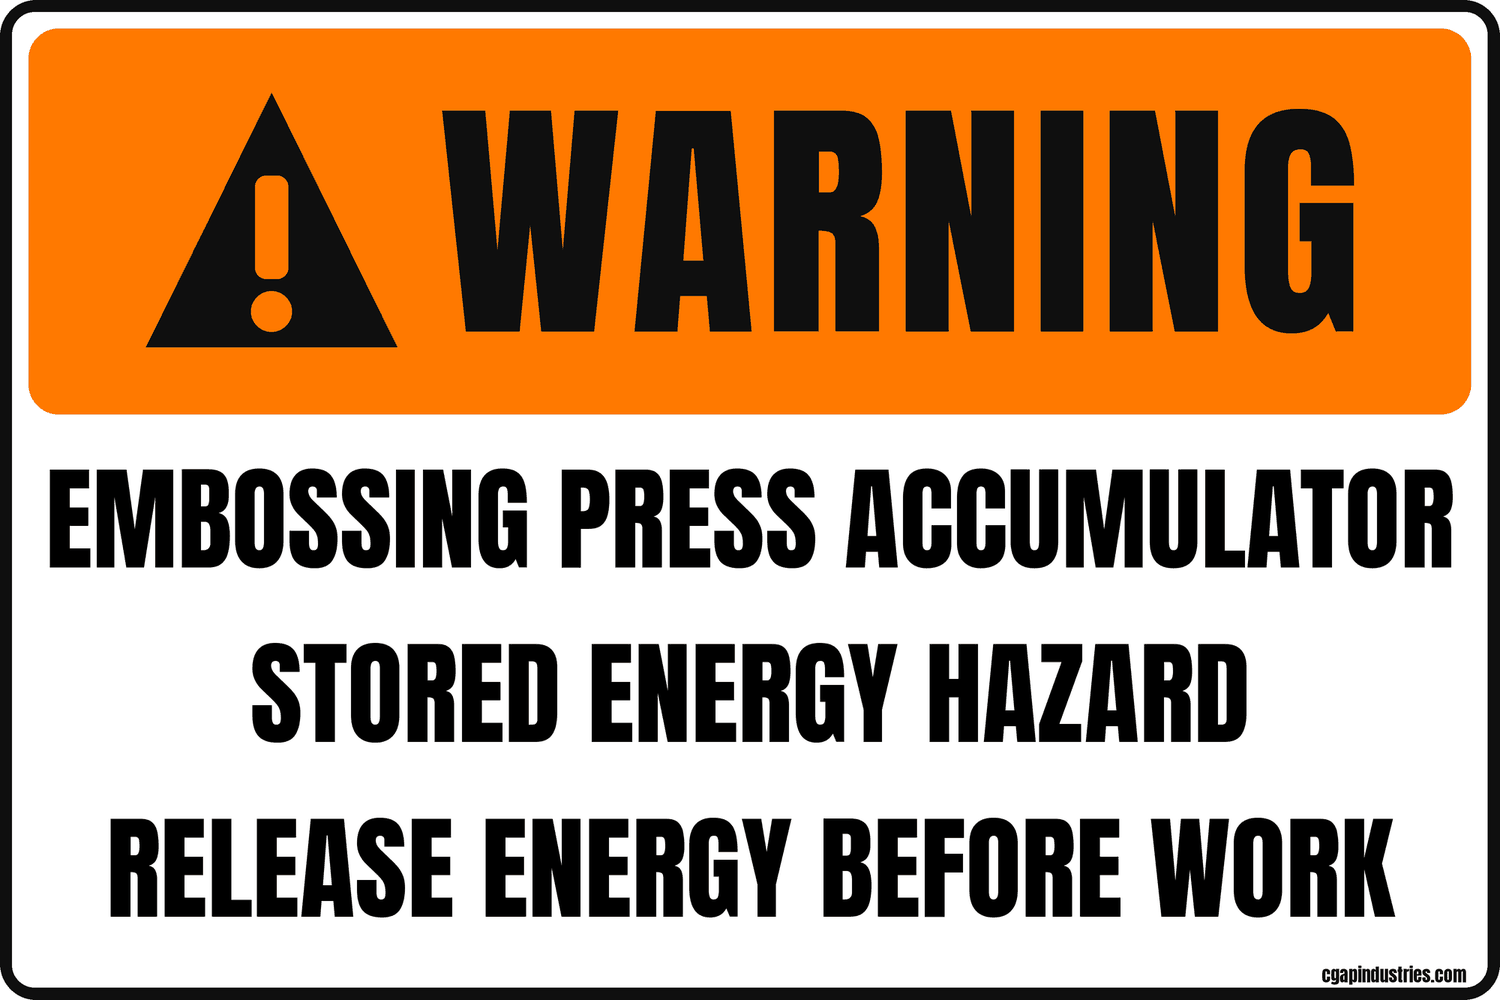 WARNING
EMBOSSING PRESS ACCUMULATOR
STORED ENERGY HAZARD
RELEASE ENERGY BEFORE WORK
cgapindustries.com